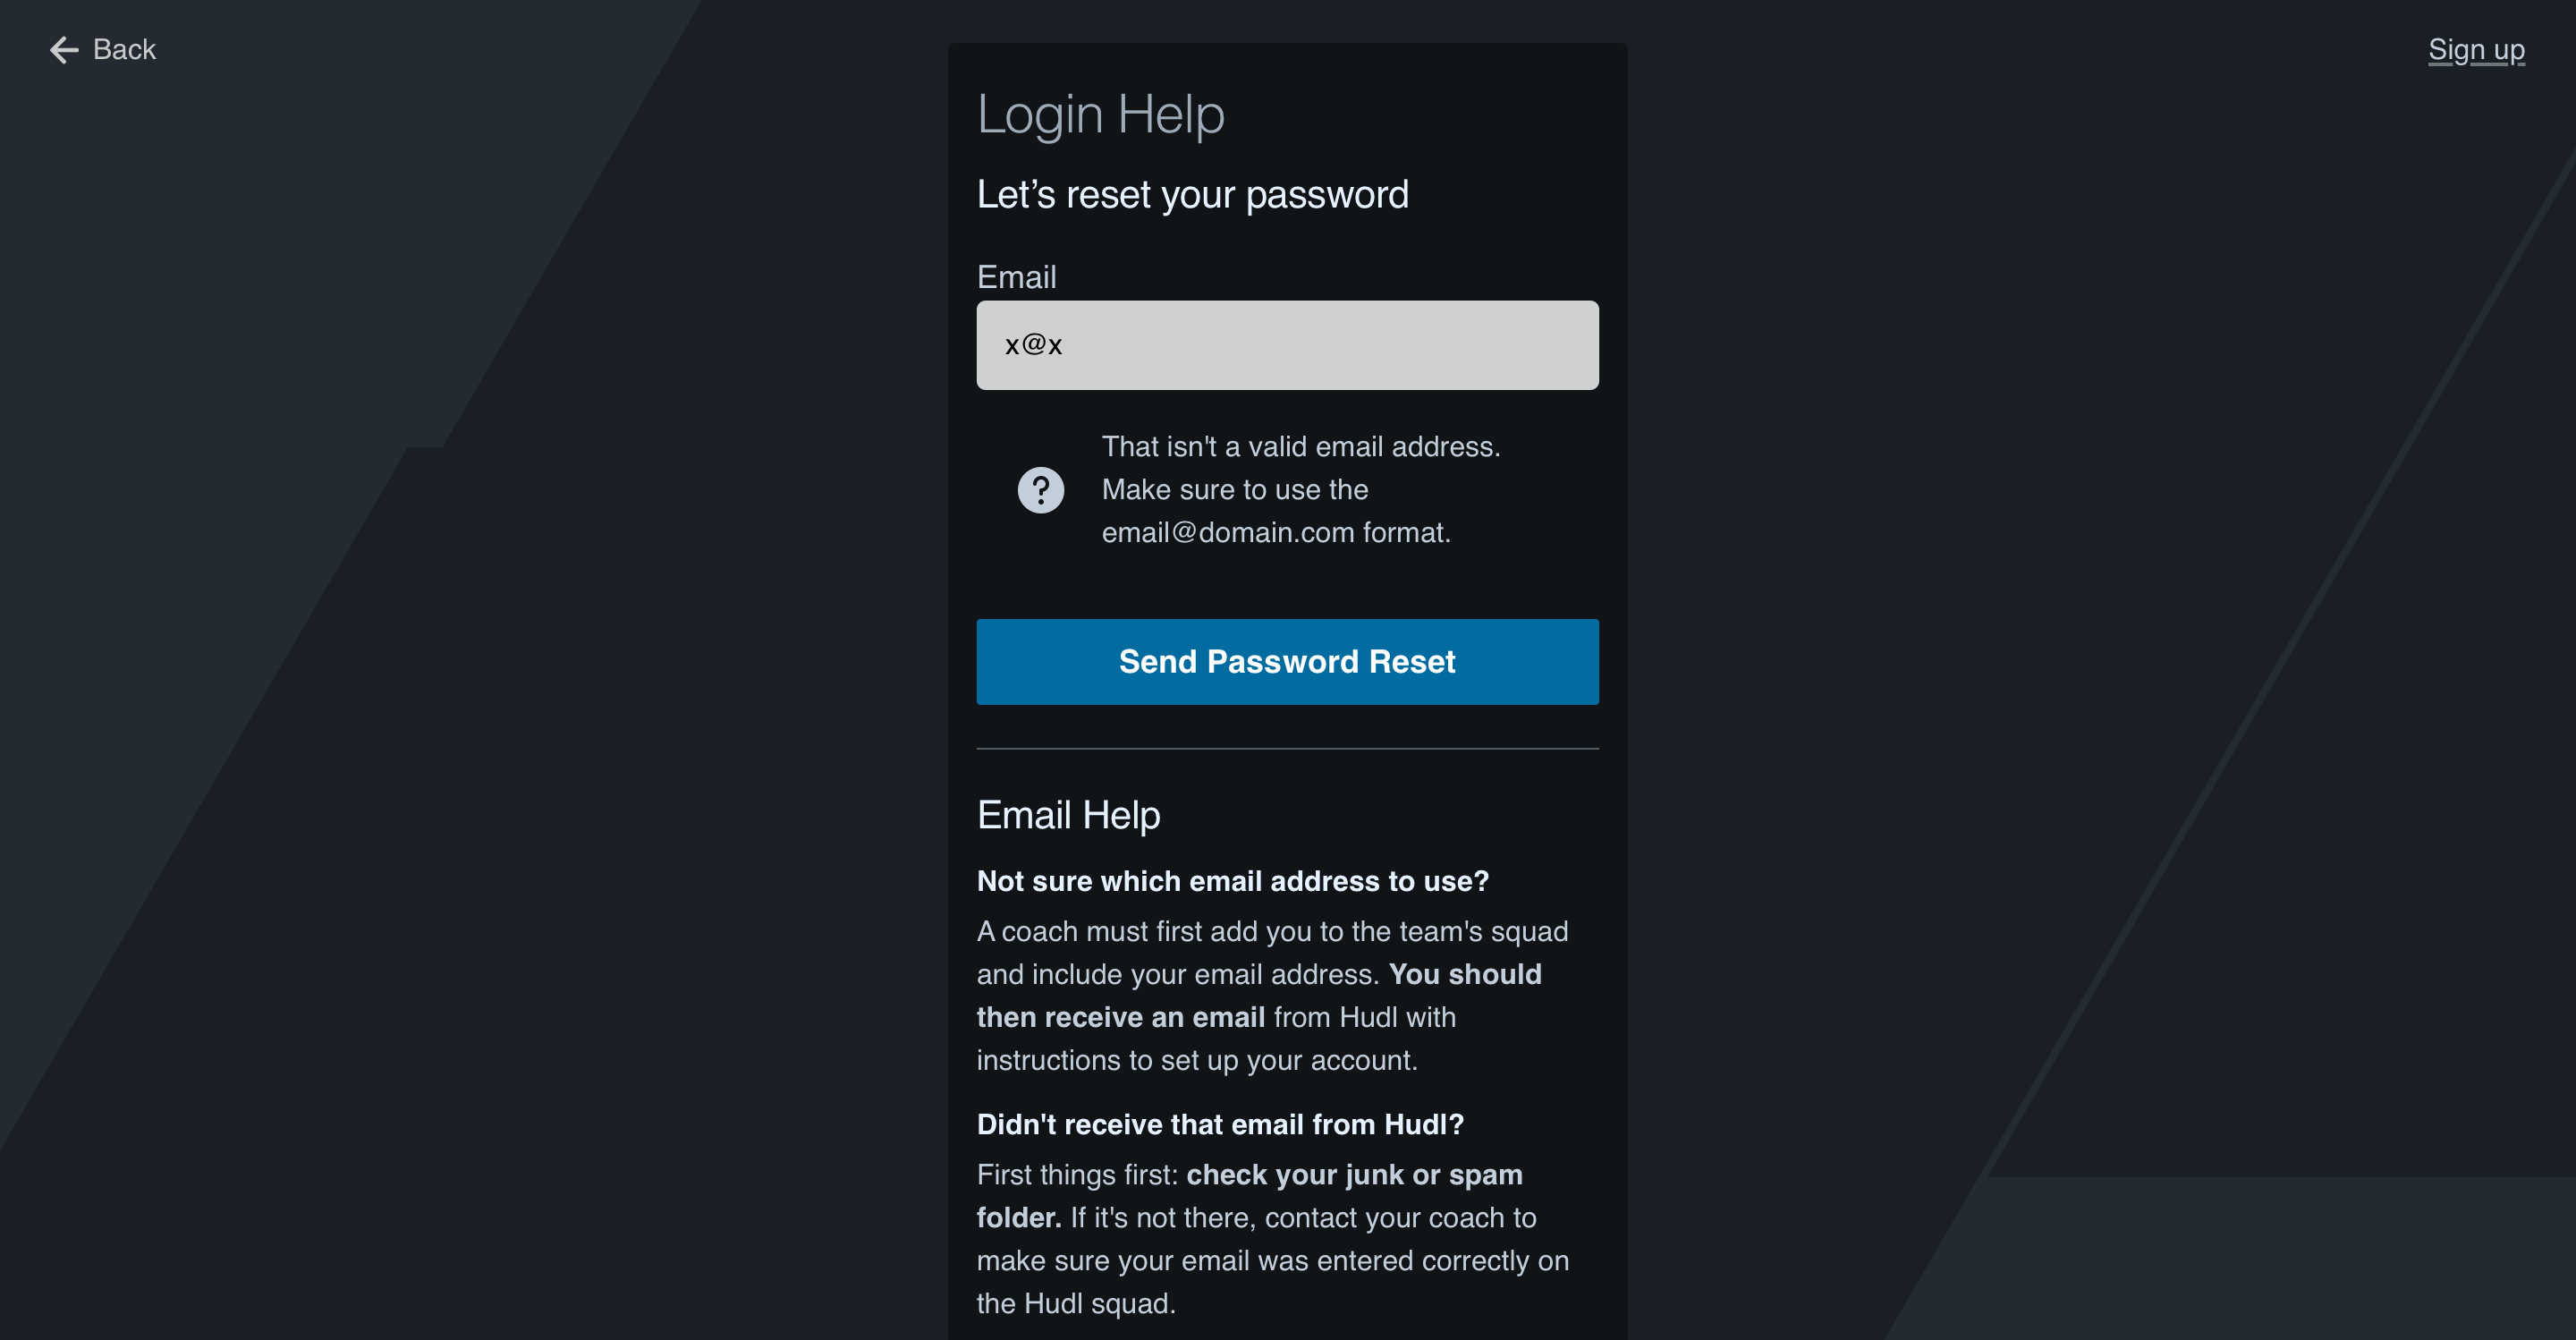 Back
Sign up
Login Help
Let’s reset your password
Email
x@x
That isn't a valid email address.
Make sure to use the
email@domain.com format.
Send Password Reset
Email Help
Not sure which email address to use?
A coach must first add you to the team's squad
and include your email address. You should
then receive an email from Hudl with
instructions to set up your account.
Didn't receive that email from Hudl?
First things first: check your junk or spam
folder. If it's not there, contact your coach to
make sure your email was entered correctly on
the Hudl squad.